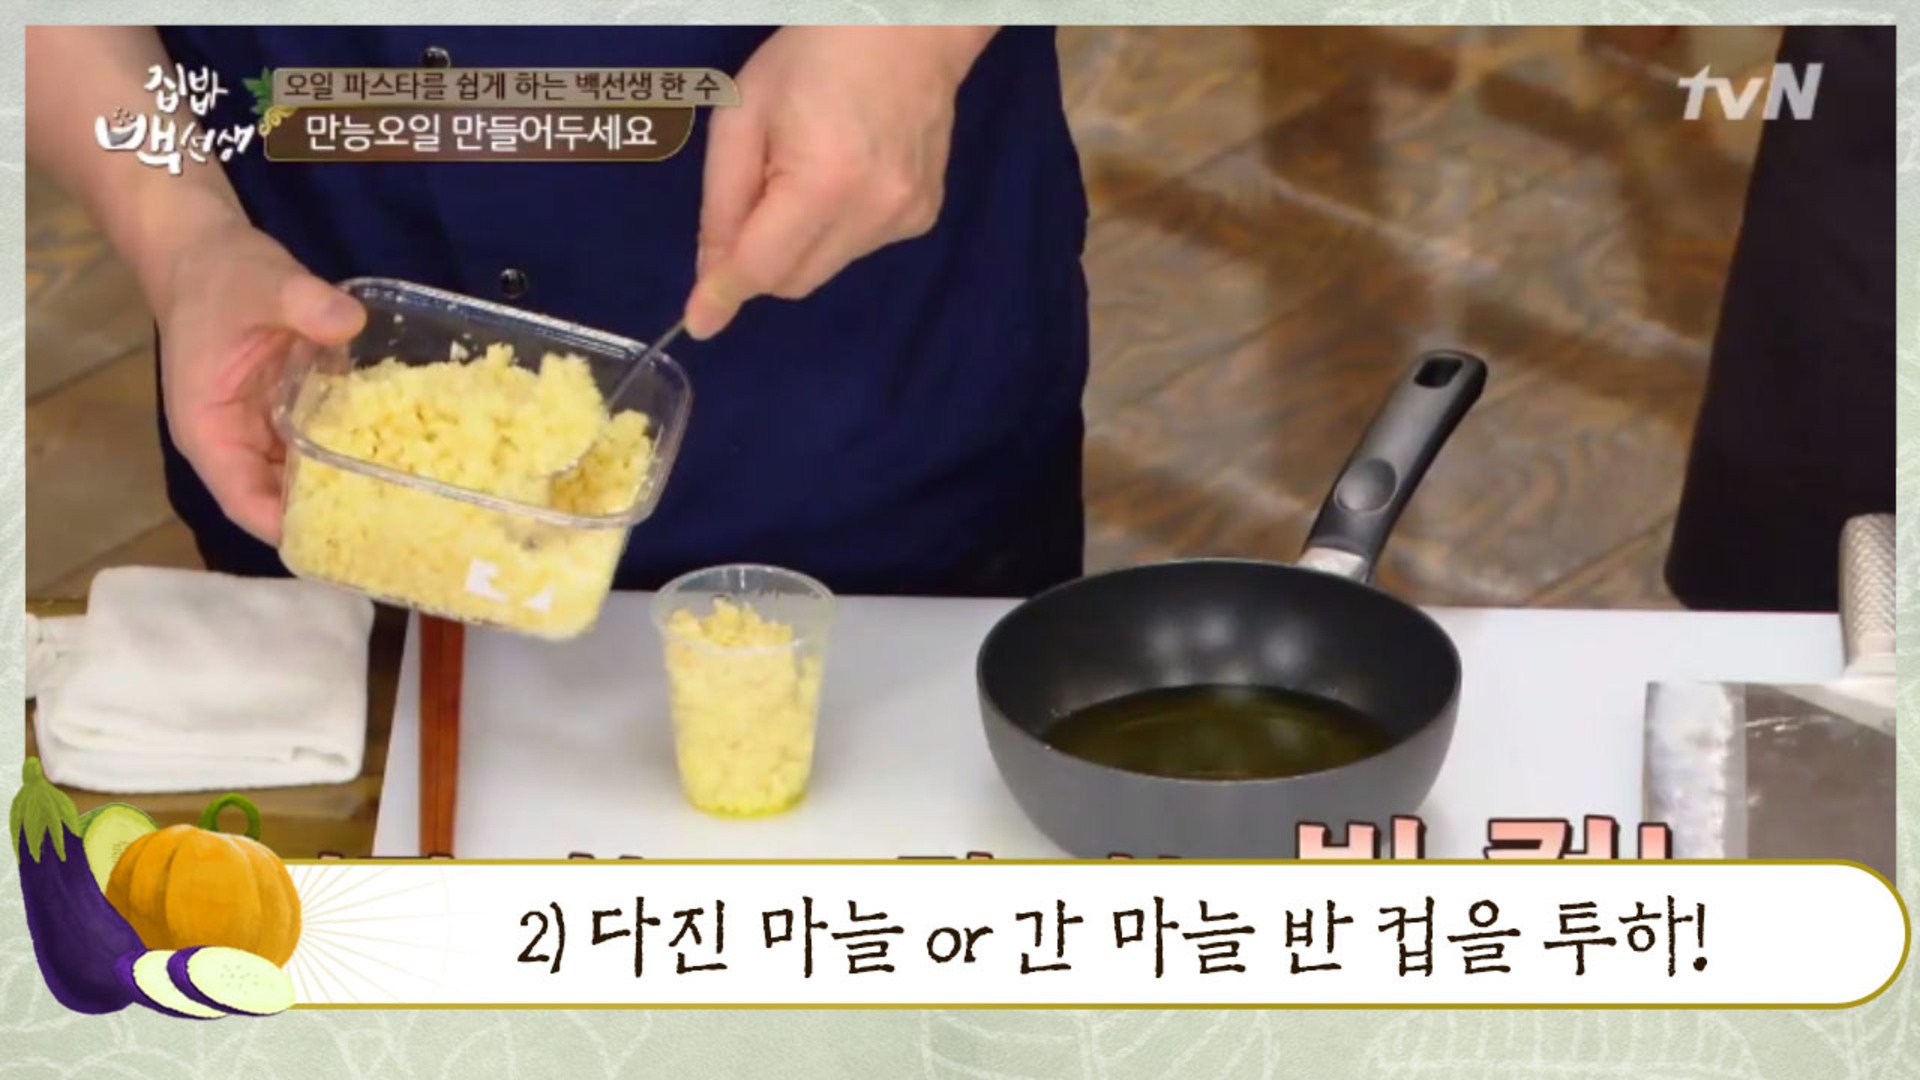 집밥
백선생
오일 파스타를 쉽게 하는 백선생 한 수
만능오일 만들어두세요
tvN
반 컵!
2) 다진 마늘 or 간 마늘 반 컵을 투하!